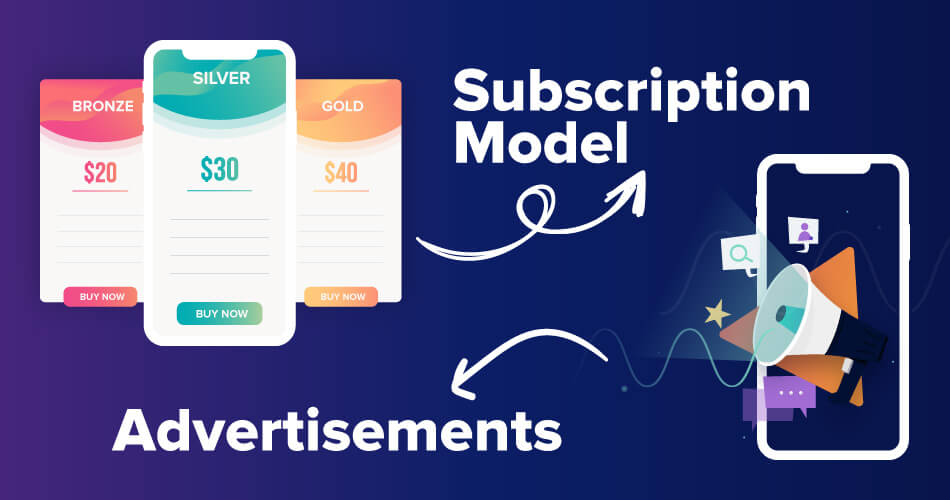 BRONZE
$20
BUY NOW
SILVER
$30
BUY NOW
GOLD
$40
BUY NOW
Subscription
Model
Advertisements